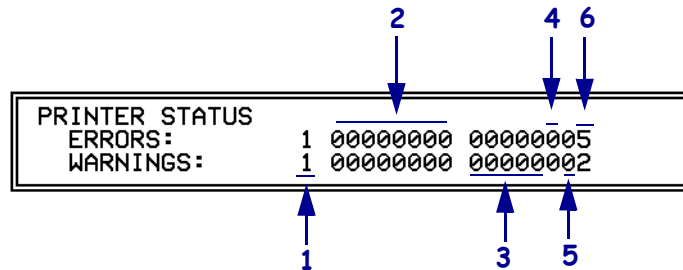 2 4 6
PRINTER STATUS
ERRORS: 1 00000000 00000005
WARNINGS: 1 00000000 00000002
1 3 5